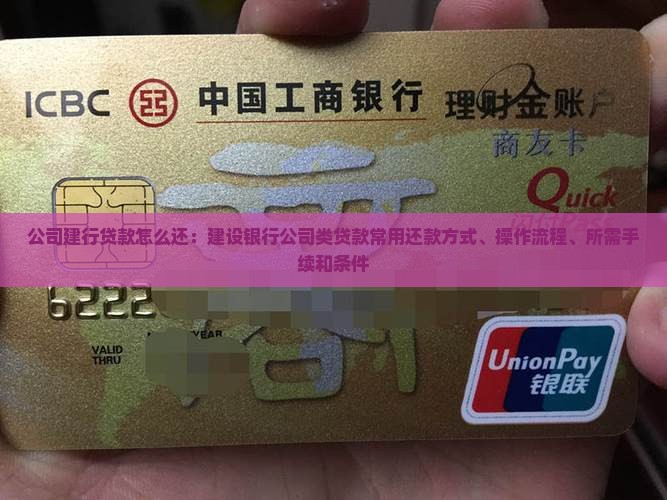 ICBC 中国工商银行 理财金账户
商友卡
Quick
公司建行贷款怎么还：建设银行公司类贷款常用还款方式、操作流程、所需手
续和条件
6222
YEAR
VALID
THRU
UnionPay
银联